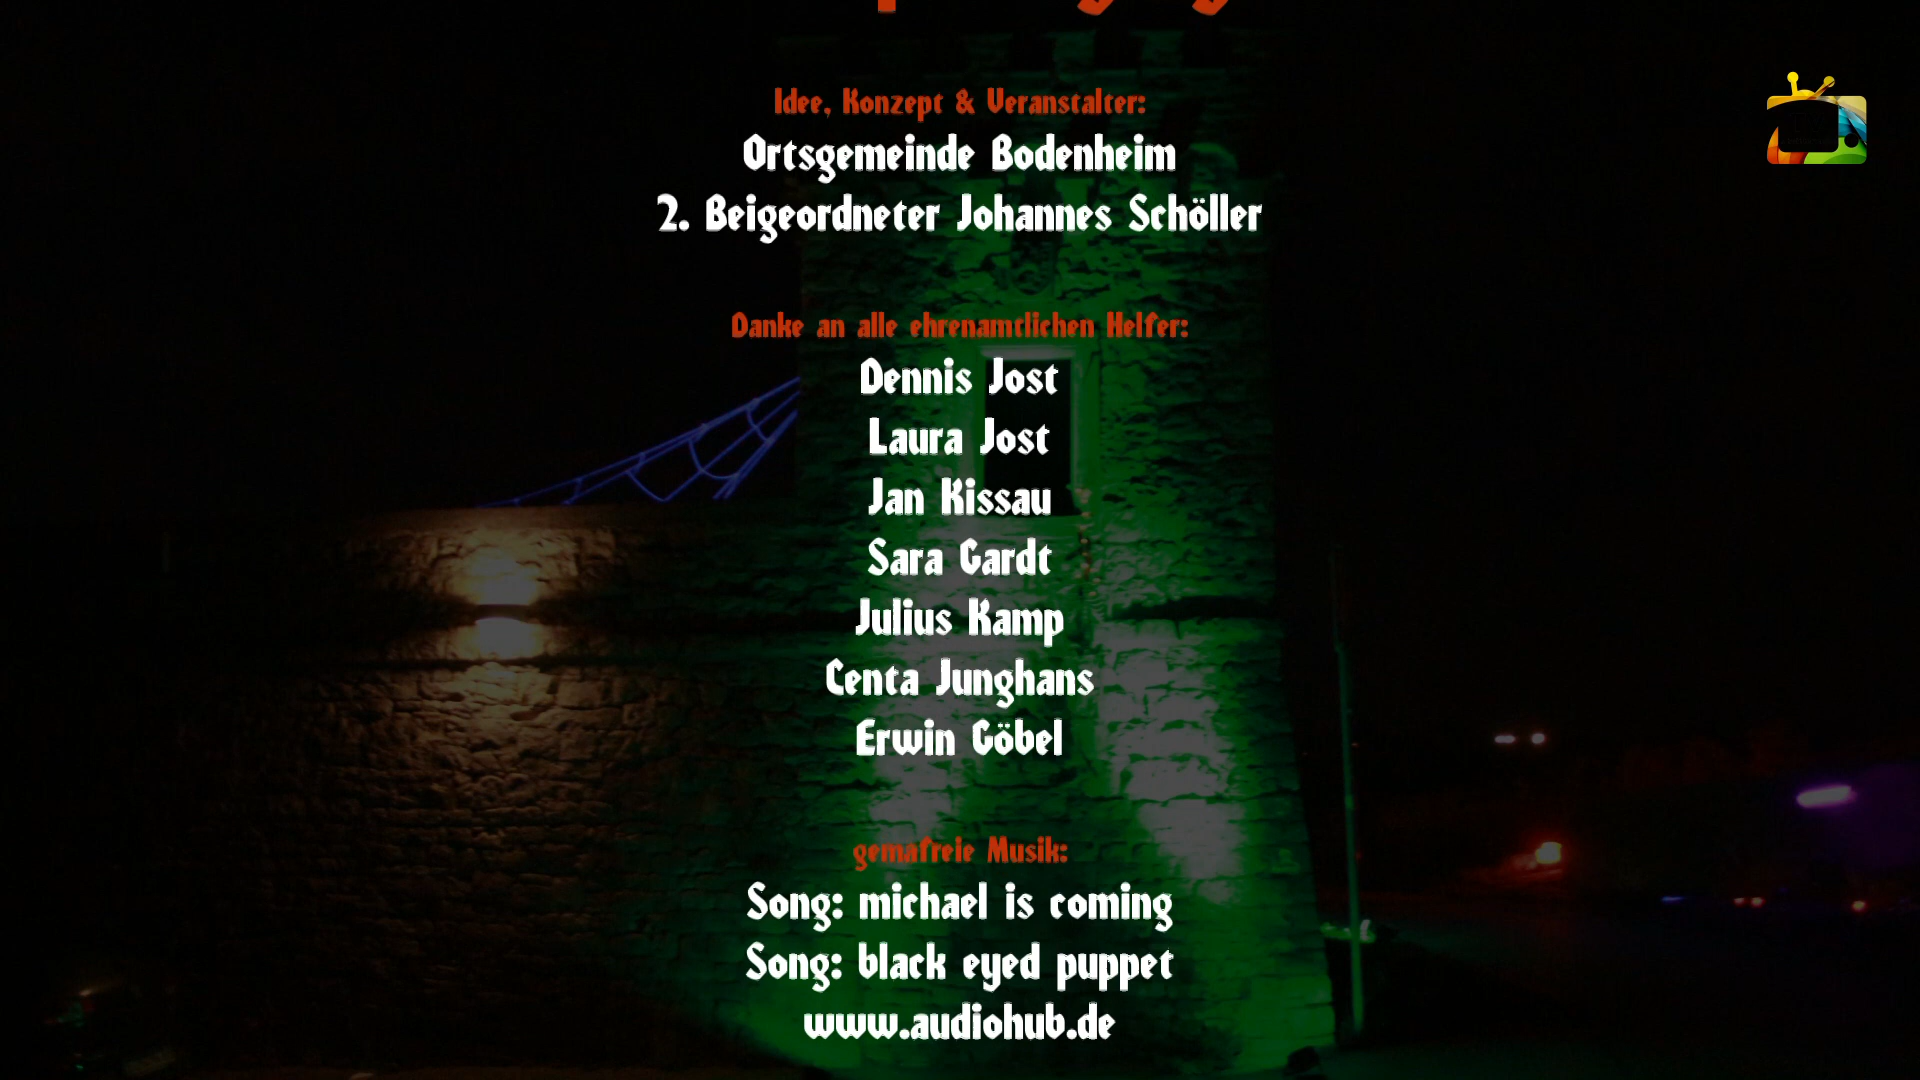 Idee, Konzept & Veranstalter:
Ortsgemeinde Bodenheim
2. Beigeordneter Johannes Schöller
Danke an alle ehrenamtlichen Helfer:
Dennis Jost
Laura Jost
Jan Kissau
Sara Gardt
Julius Kamp
Centa Junghans
Erwin Göbel
gemafreie Musik:
Song: michael is coming
Song: black eyed puppet
www.audiohub.de